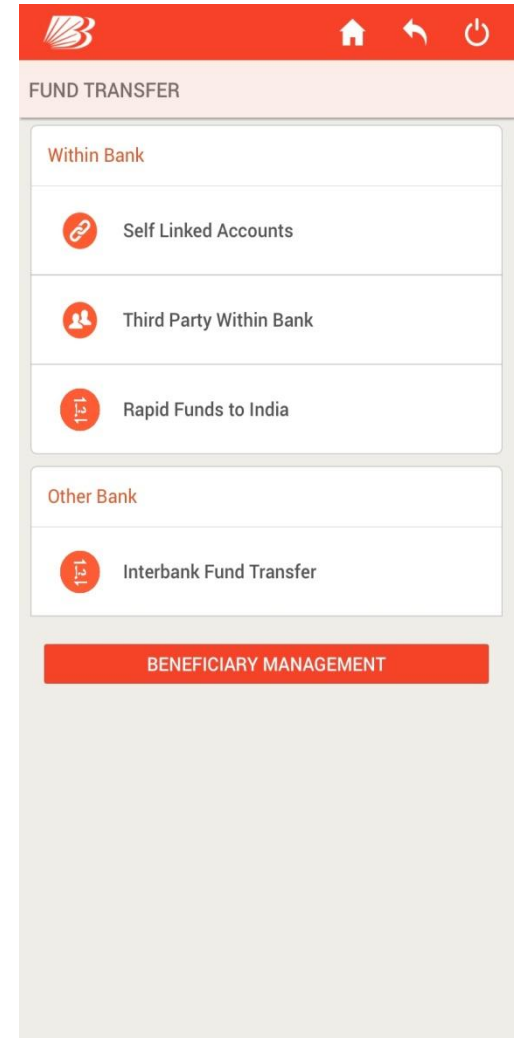 FUND TRANSFER
Within Bank
Self Linked Accounts
Third Party Within Bank
Rapid Funds to India
Other Bank
Interbank Fund Transfer
BENEFICIARY MANAGEMENT